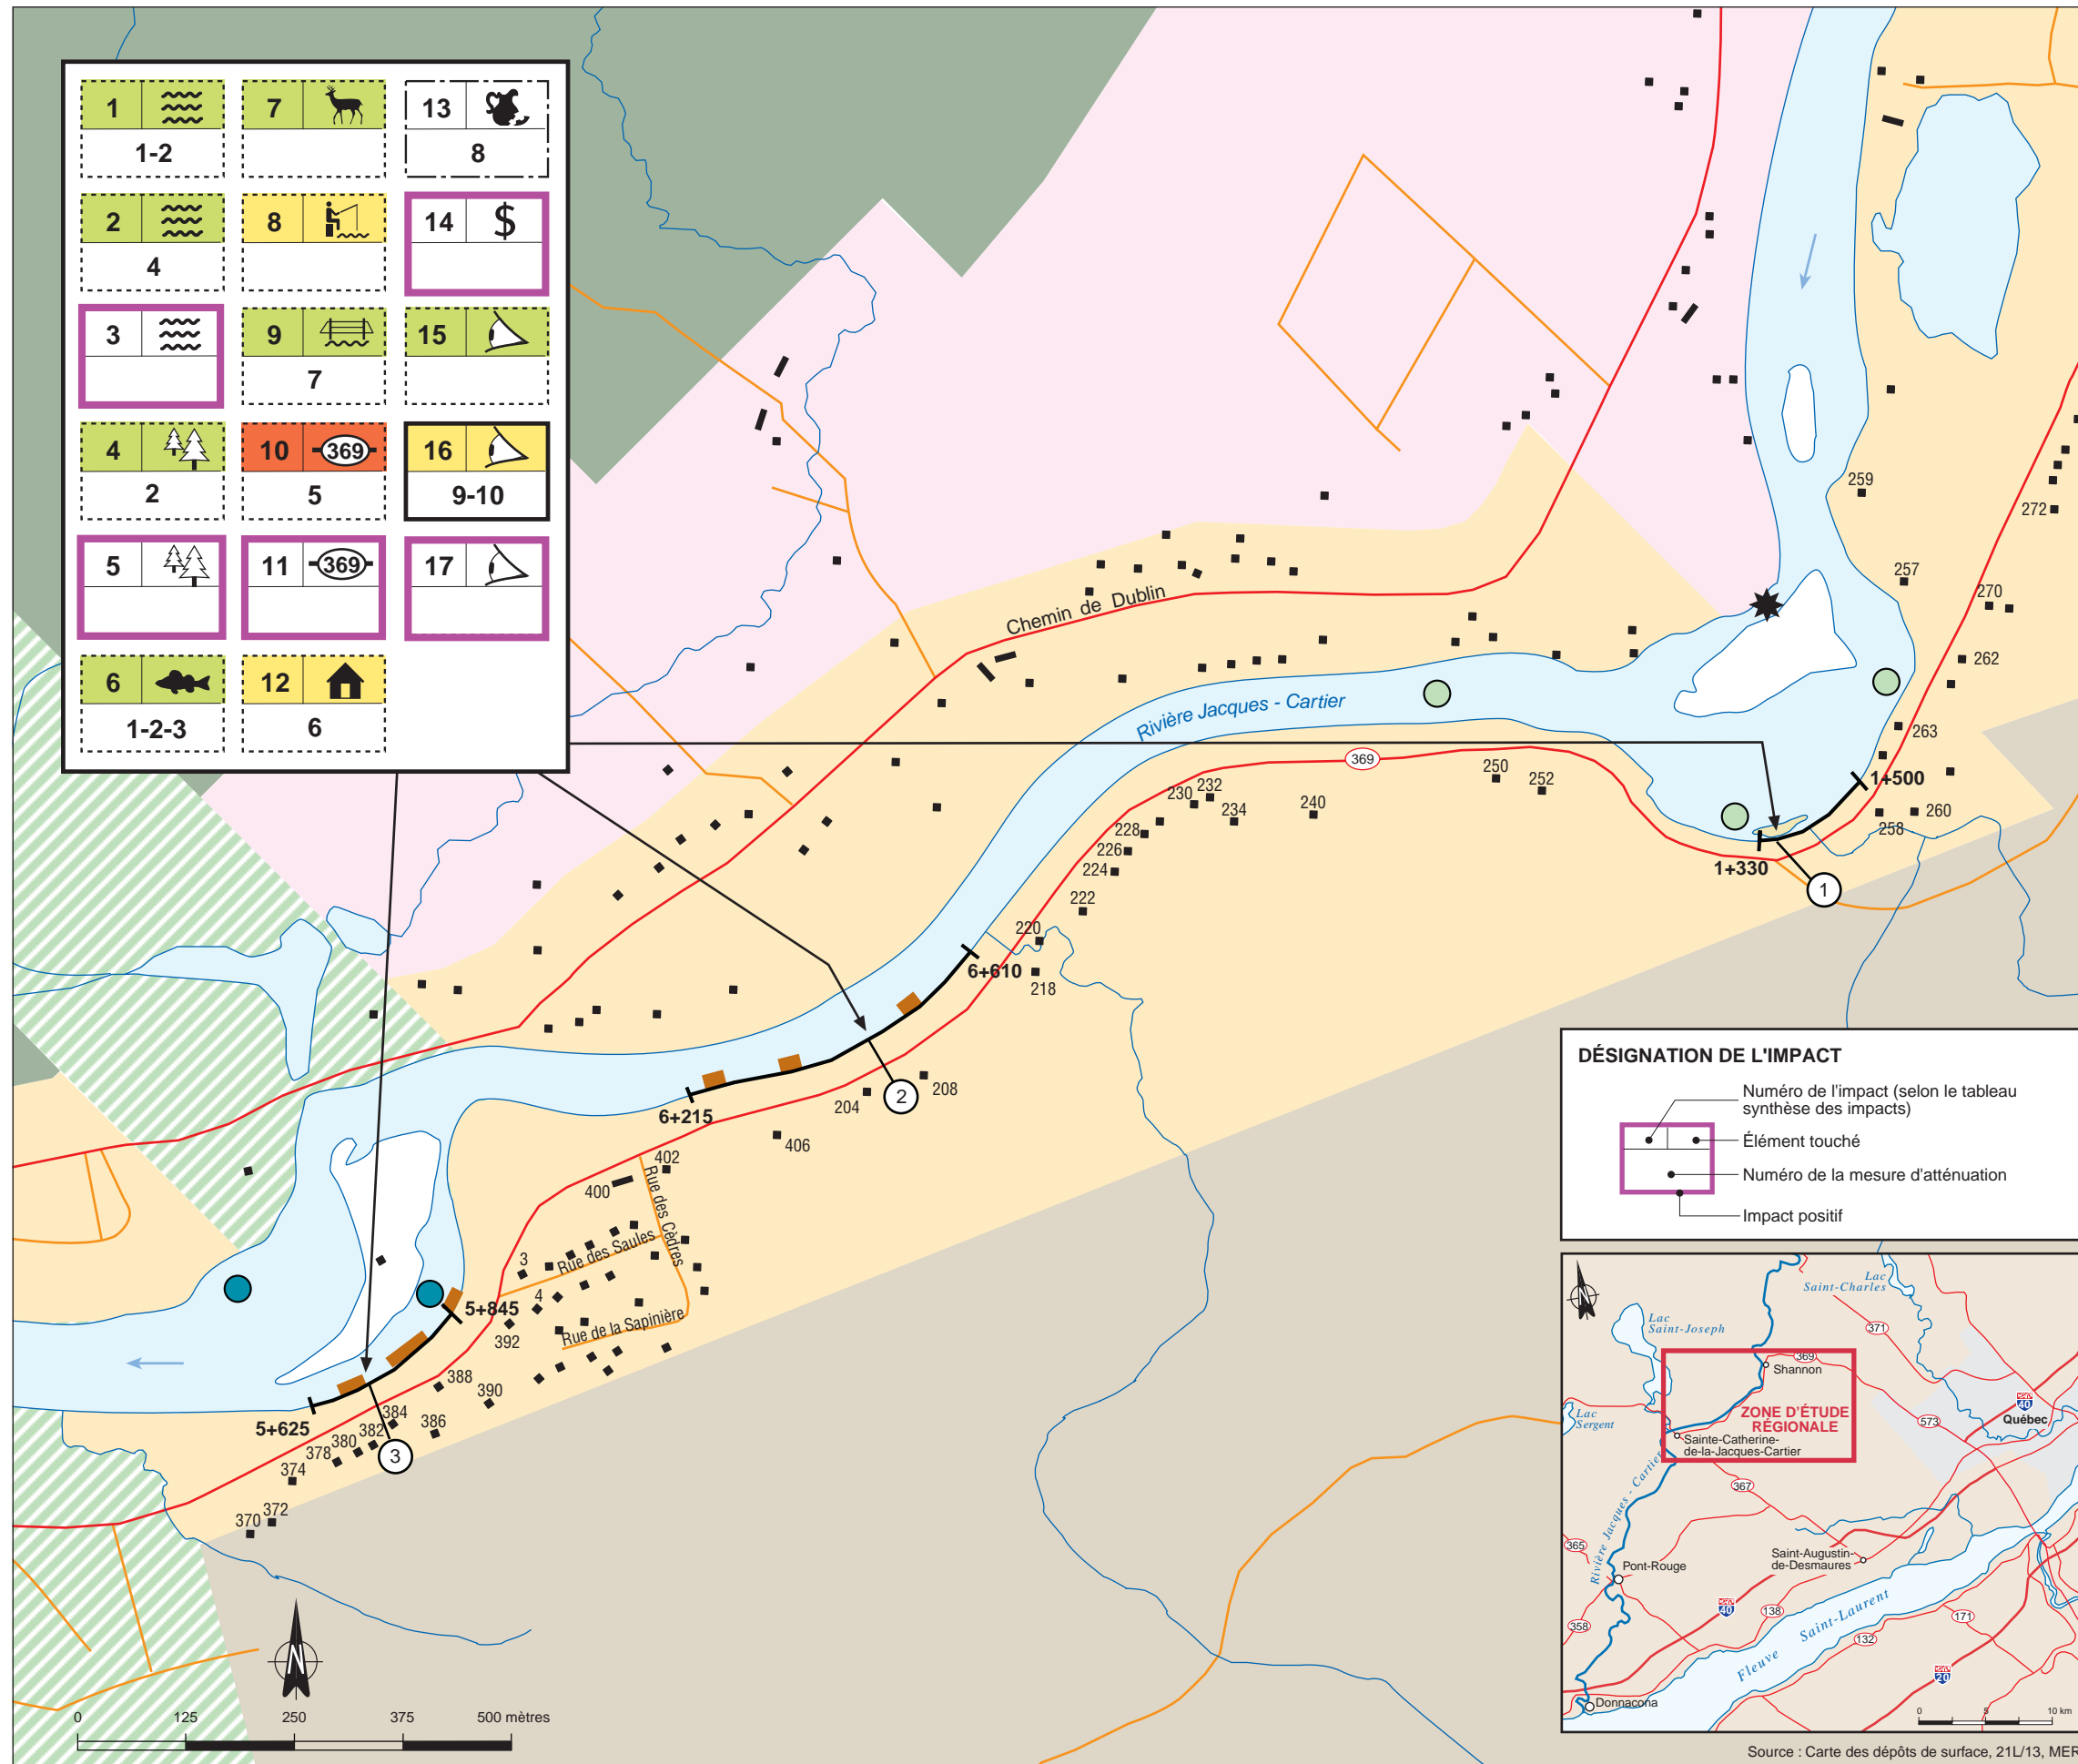 1
7
13
1-2
8
2
8
14
$
4
3
9
15
7
4
10
369
16
2
5
9-10
5
11
369
17
6
12
1-2-3
6
259
272
257
270
Chemin de Dublin
262
Rivière Jacques - Cartier
263
369
250
252
1+500
230
232
234
240
260
258
228
226
224
1+330
1
222
220
6+610
218
208
204
2
6+215
406
402
400
Rue des Cèdres
Rue des Saules
3
4
5+845
392
Rue de la Sapinière
388
390
384
386
382
380
378
5+625
3
374
372
370
N
0
125
250
375
500 mètres
DÉSIGNATION DE L'IMPACT
Numéro de l'impact (selon le tableau
synthèse des impacts)
Élément touché
Numéro de la mesure d'atténuation
Impact positif
N
Lac
Saint-Charles
Lac
Saint-Joseph
371
369
Shannon
ZONE D'ÉTUDE
RÉGIONALE
40
Québec
573
Lac
Sergent
Sainte-Catherine-
de-la-Jacques-Cartier
367
Rivière Jacques - Cartier
365
Pont-Rouge
Saint-Augustin-
de-Desmaures
40
138
358
171
132
Fleuve Saint-Laurent
20
Donnacona
0
5
10 km
Source : Carte des dépôts de surface, 21L/13, MER